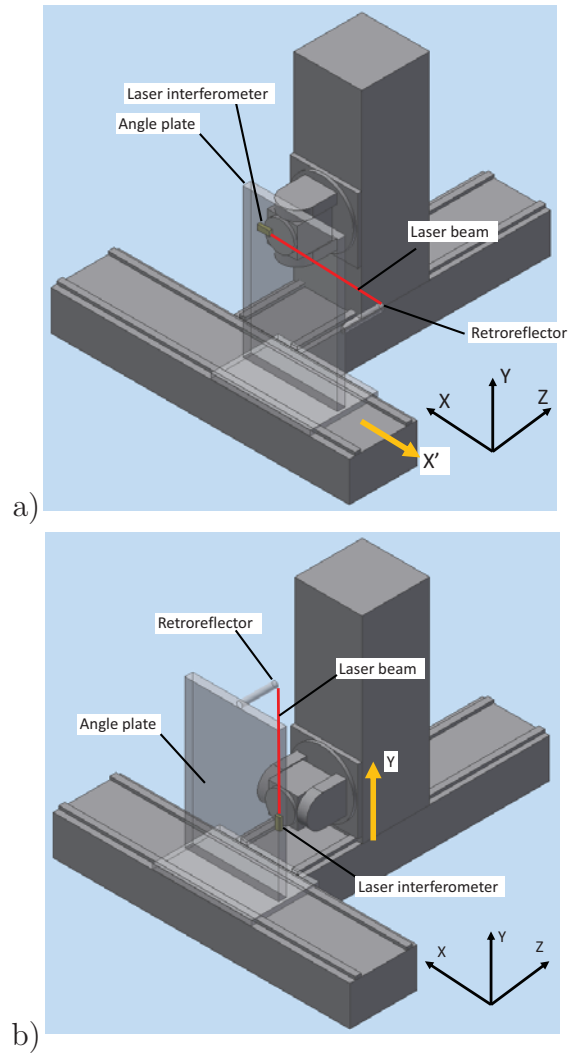 Laser interferometer
Angle plate
Laser beam
Retroreflector
Y
X
Z
X'
a)
Retroreflector
Laser beam
Angle plate
Y
Laser interferometer
Y
X
Z
b)